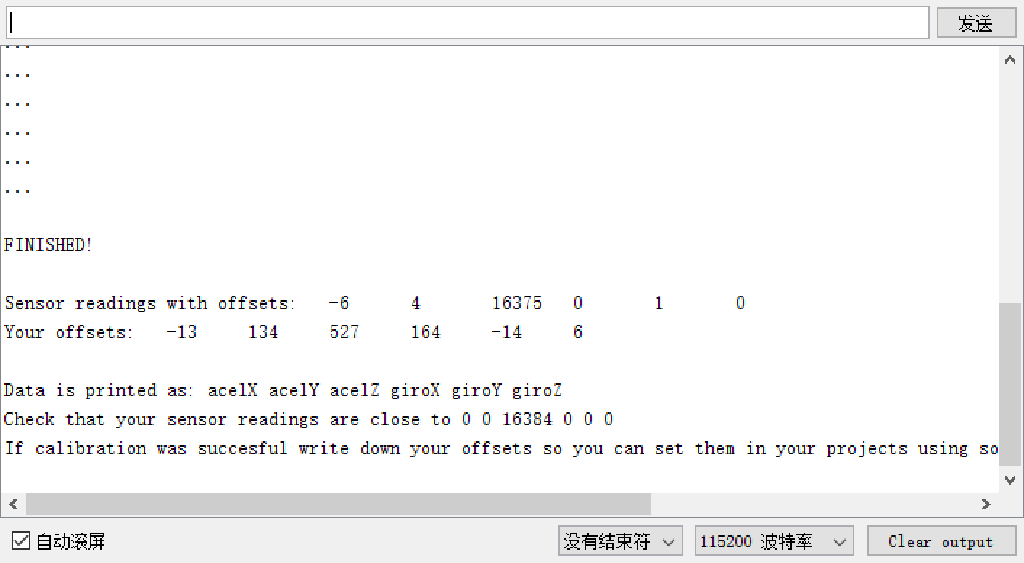 发送
...
...
...
...
...
...
FINISHED!
Sensor readings with offsets: -6 4 16375 0 1 0
Your offsets: -13 134 527 164 -14 6
Data is printed as: acelX acelY acelZ giroX giroY giroZ
Check that your sensor readings are close to 0 0 16384 0 0 0
If calibration was succesful write down your offsets so you can set them in your projects using so
自动滚屏 没有结束符 115200 波特率 Clear output